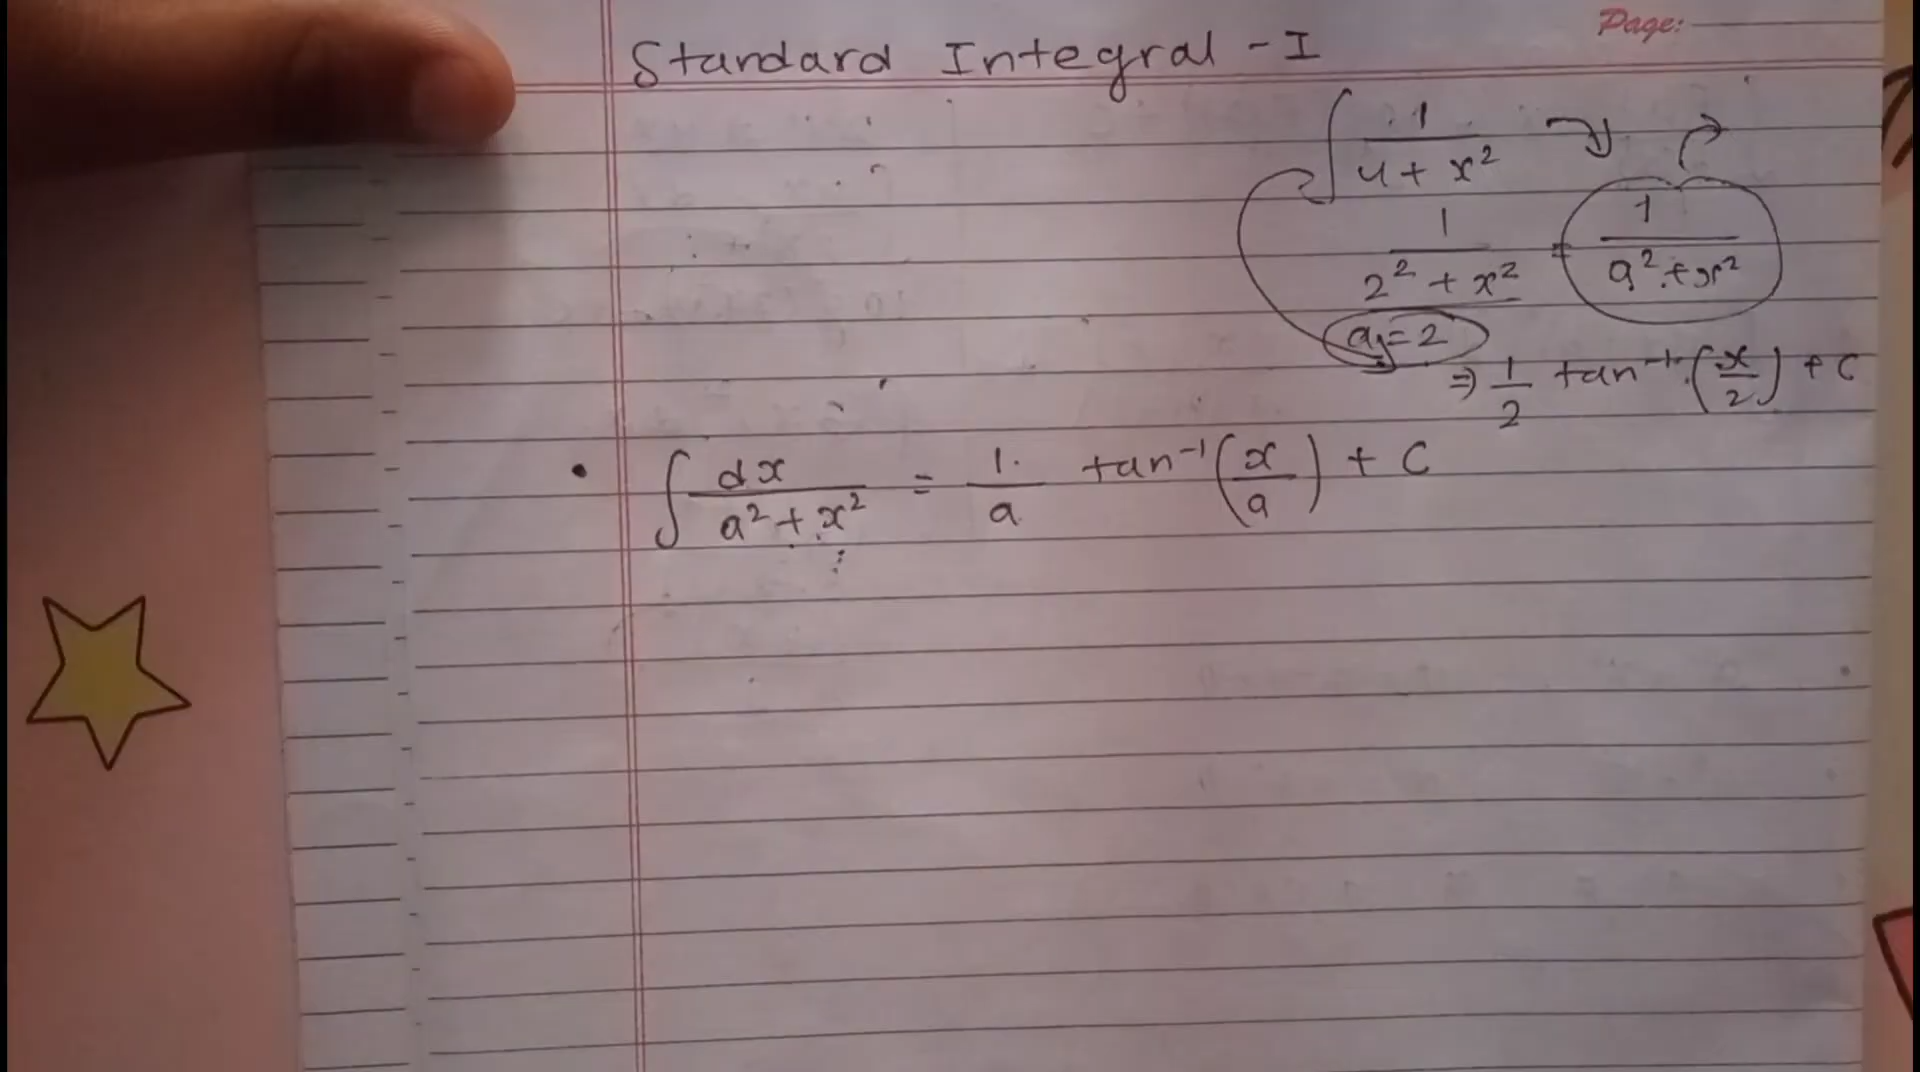 Page:
Standard Integral - I
∫ 1/(4 + x²)
1/(2² + x²) = 1/(a² + x²)
a = 2
⇒ 1/2 tan⁻¹ (x/2) + C
• ∫ dx/(a² + x²) = 1/a tan⁻¹ (x/a) + C